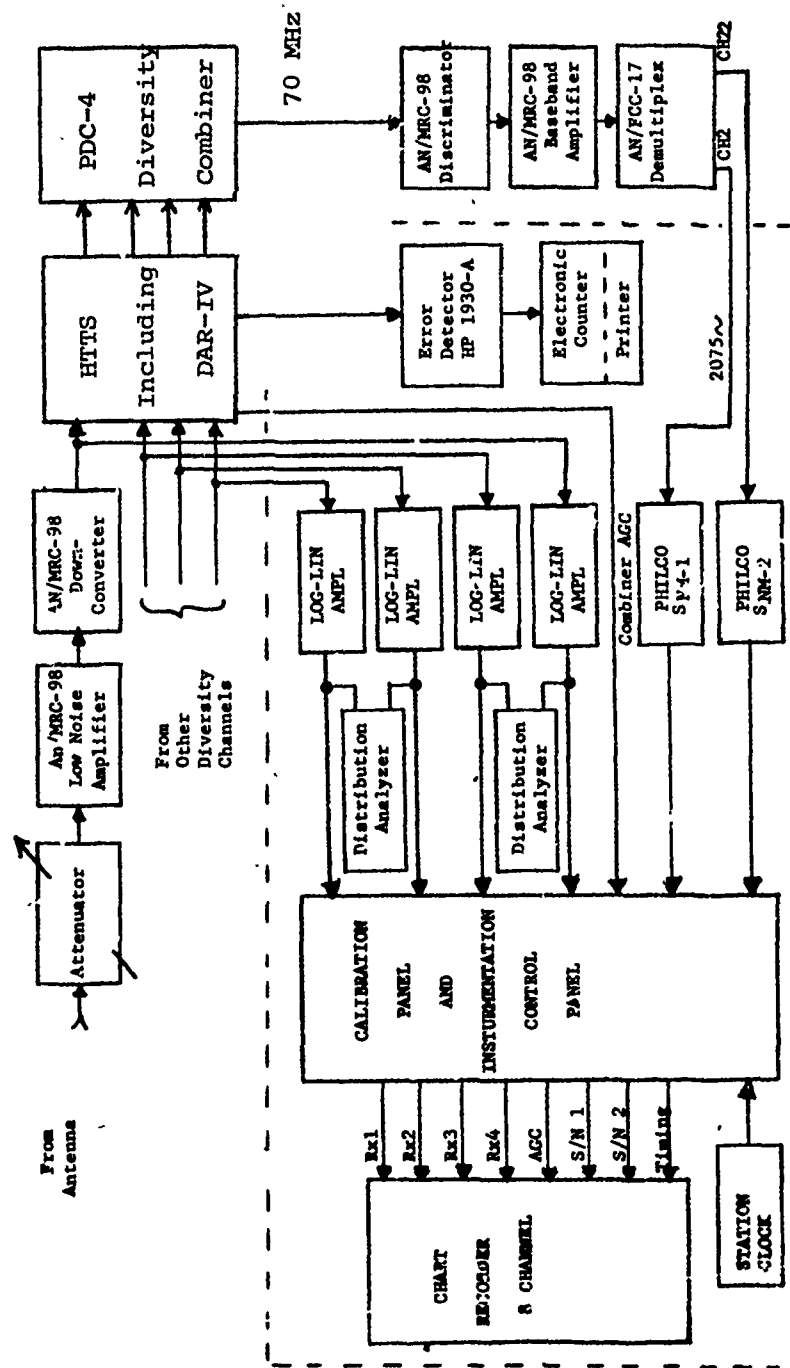 From
Antenna
Attenuator
An/MRC-98
Low Noise
Amplifier
AN/MRC-98
Down-
Converter
From
Other
Diversity
Channels
HTTS
Including
DAR-IV
PDC-4
Diversity
Combiner
70 MHz
AN/MRC-98
Discriminator
AN/MRC-98
Baseband
Amplifier
AN/FCC-17
Demultiplex
CH2
CH22
Error
Detector
HP 1930-A
Electronic
Counter
Printer
2075~
LOG-LIN
AMPL
LOG-LIN
AMPL
LOG-LIN
AMPL
LOG-LIN
AMPL
Combiner AGC
PHILCO
PHILCO
SNM-2
Distribution
Analyzer
Distribution
Analyzer
CALIBRATION
PANEL
AND
INSTURMENTATION
CONTROL
PANEL
Rx1
Rx2
Rx3
Rx4
AGC
S/N 1
S/N 2
Timing
CHART
RECORDER
8 CHANNEL
STATION
CLOCK